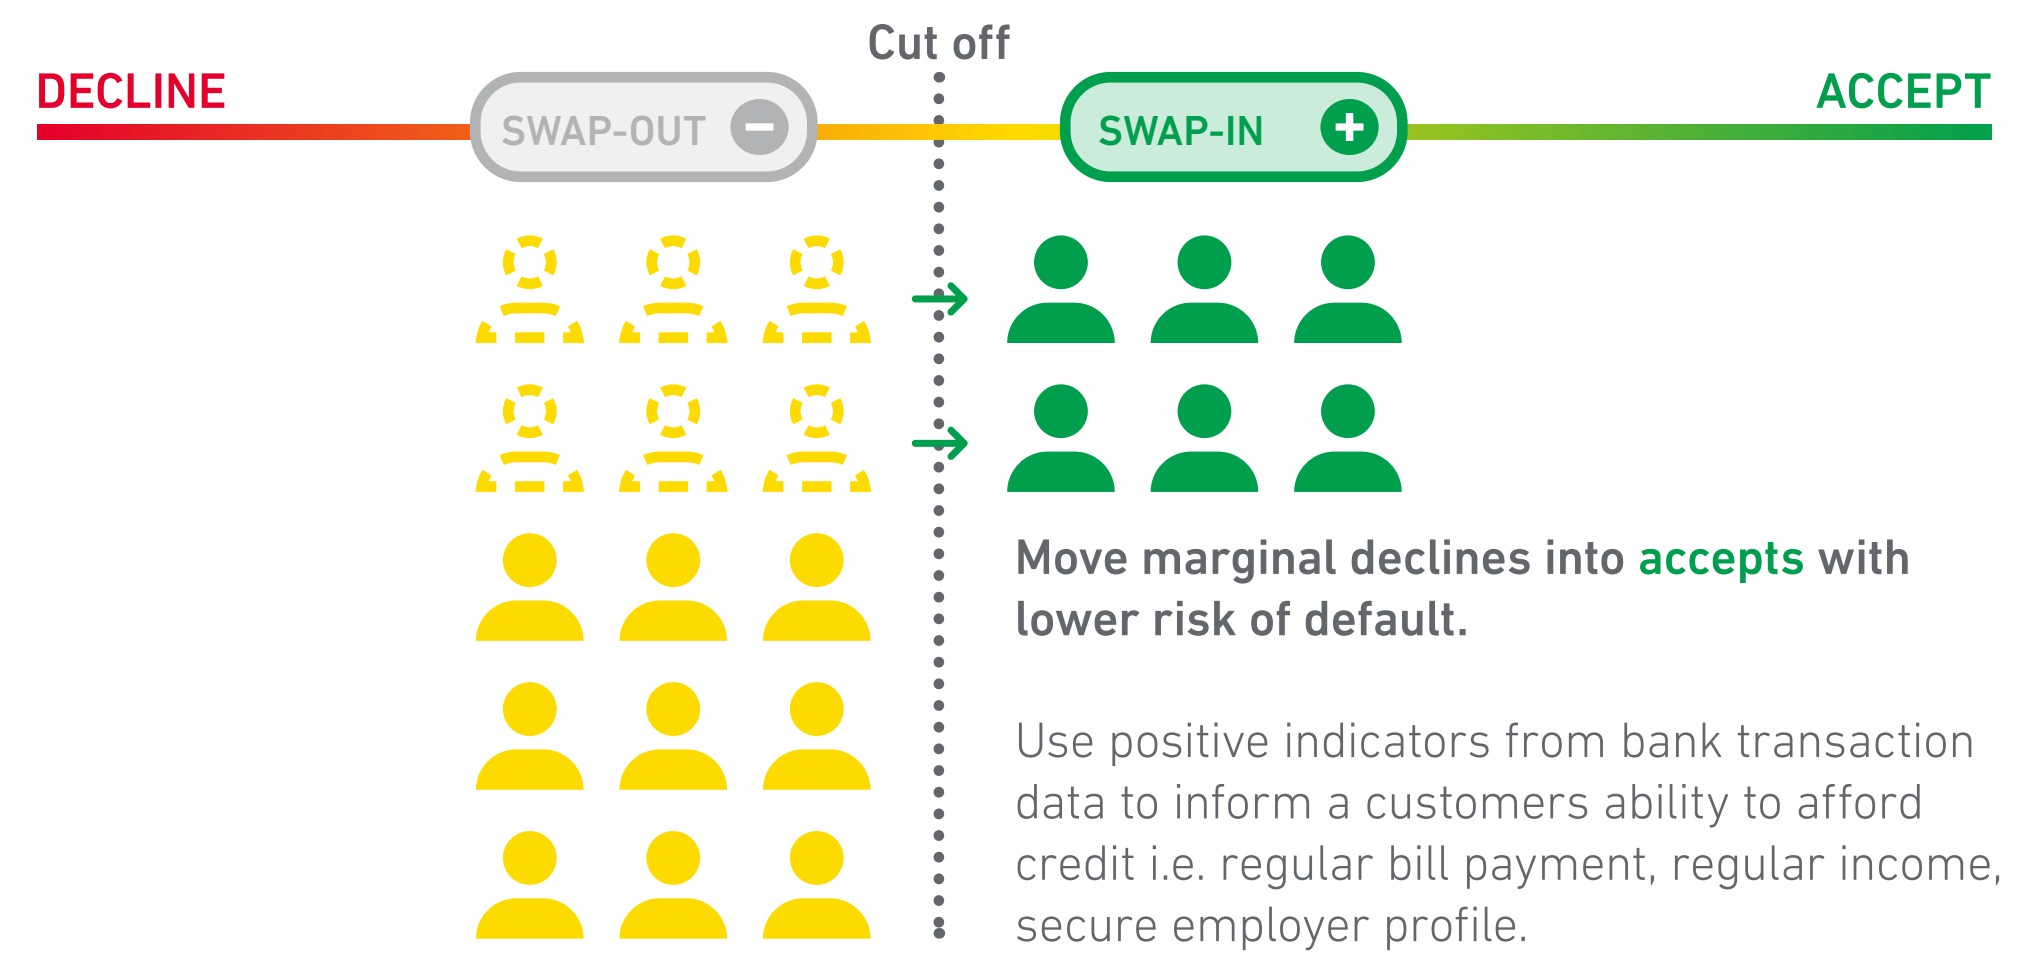 Cut off
DECLINE
ACCEPT
SWAP-OUT
SWAP-IN
Move marginal declines into accepts with
lower risk of default.
Use positive indicators from bank transaction
data to inform a customers ability to afford
credit i.e. regular bill payment, regular income,
secure employer profile.